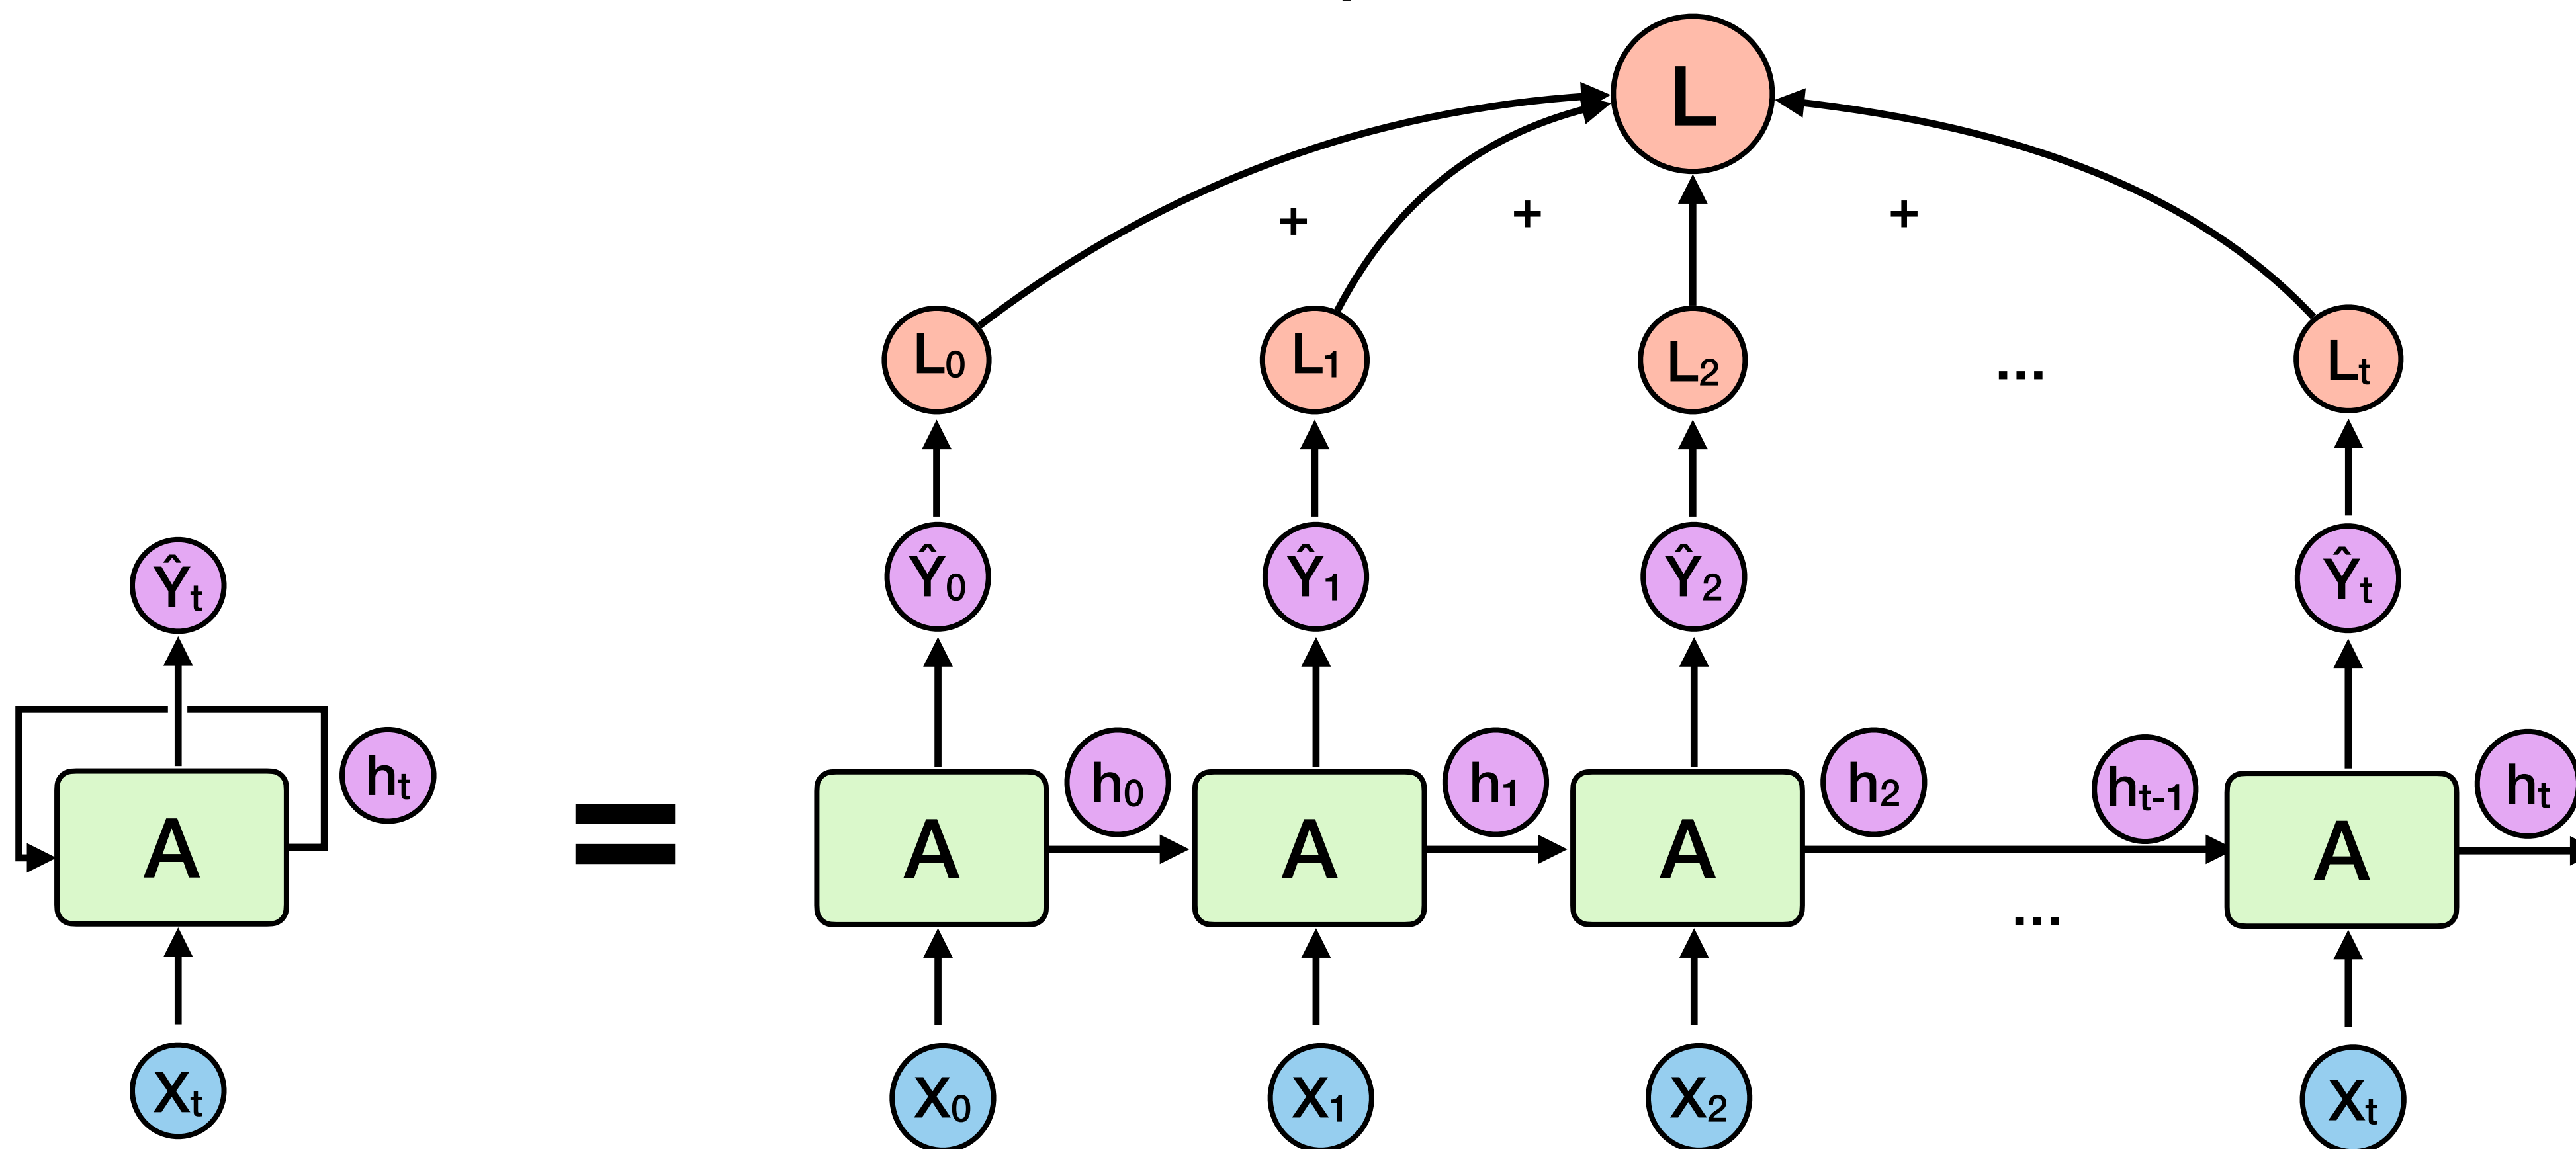 L
+ + +
L0 L1 L2 ... Lt
Ŷt Ŷ0 Ŷ1 Ŷ2 Ŷt
ht h0 h1 h2 ht-1 ht
A = A A A ... A
Xt X0 X1 X2 Xt